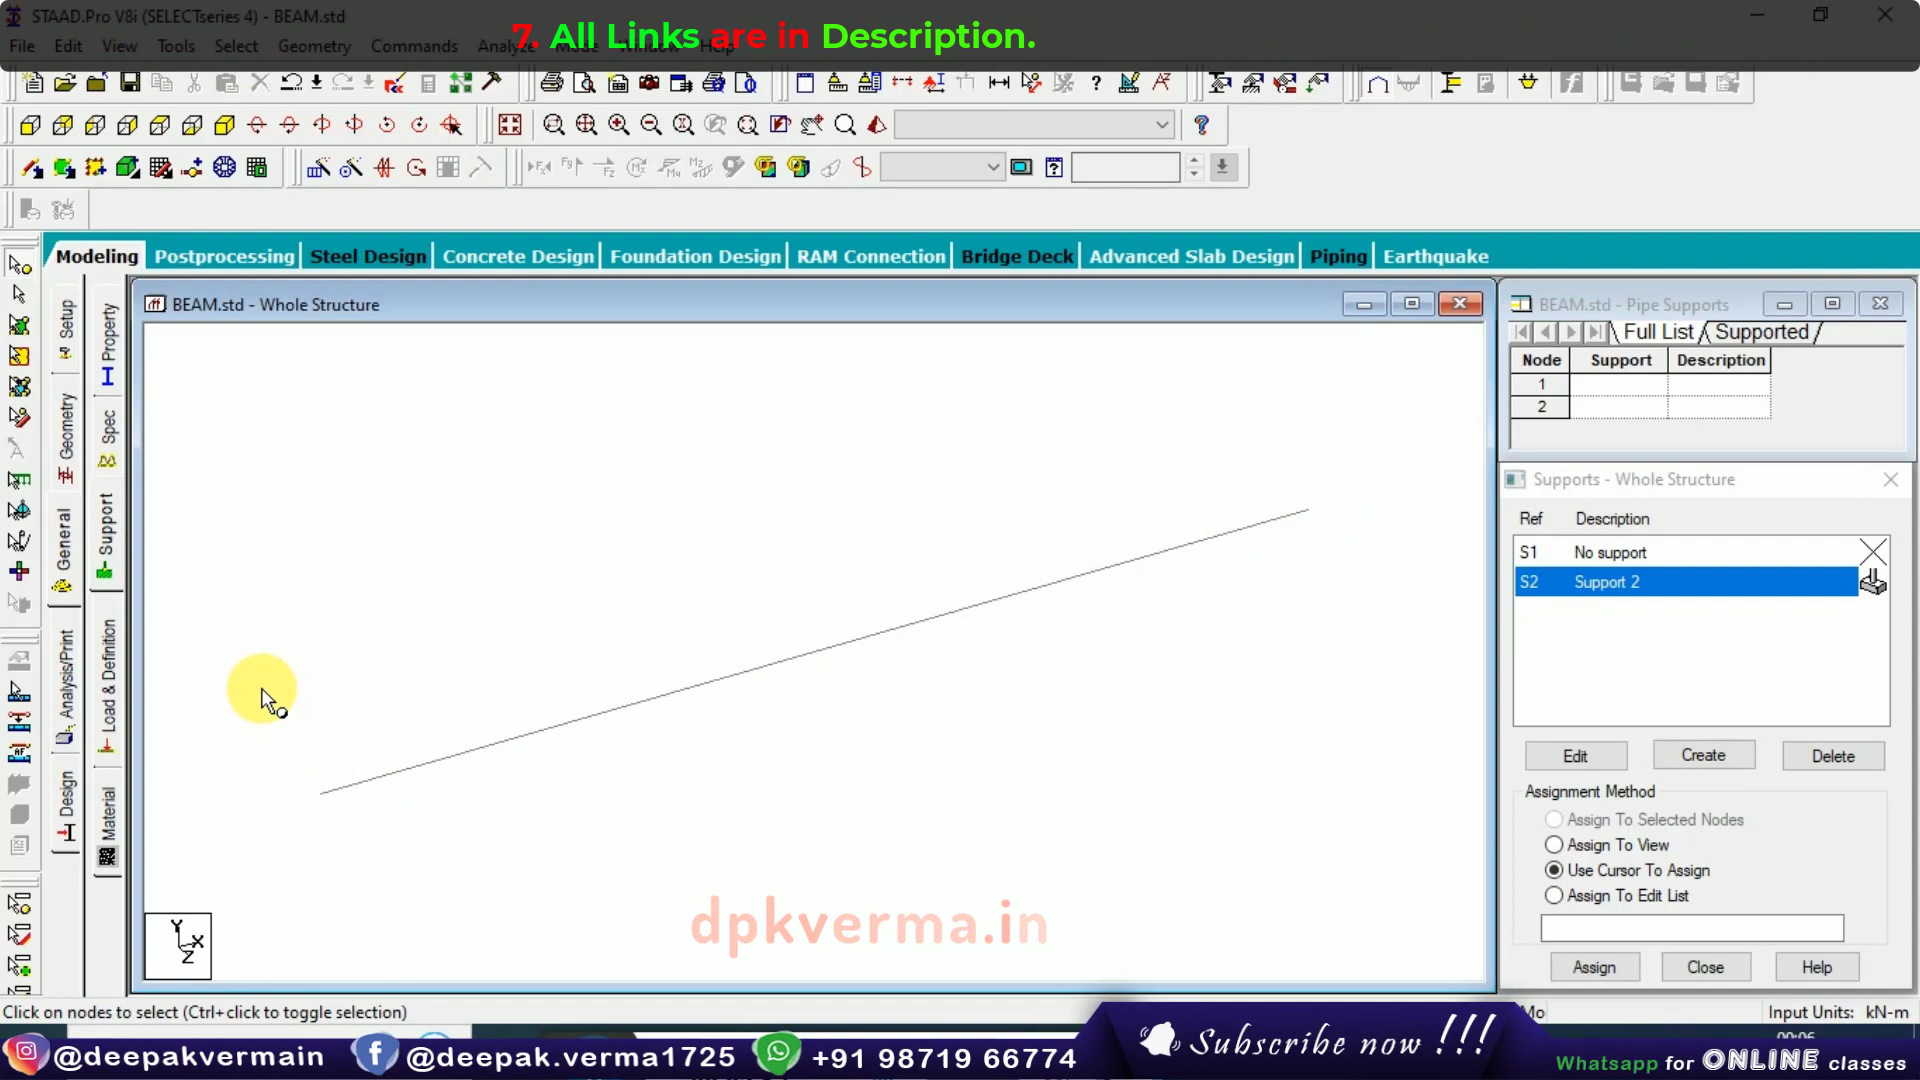 STAAD.Pro V8i (SELECTseries 4) - BEAM.std
7. All Links are in Description.
File Edit View Tools Select Geometry Commands Analyze Mode Window Help
Modeling Postprocessing Steel Design Concrete Design Foundation Design RAM Connection Bridge Deck Advanced Slab Design Piping Earthquake
Setup
Geometry
General
Analysis/Print
Design
Property
Spec
Support
Load & Definition
Material
BEAM.std - Whole Structure
Y
X
Z
dpkverma.in
BEAM.std - Pipe Supports
Full List Supported
Node Support Description
1
2
Supports - Whole Structure
Ref Description
S1 No support
S2 Support 2
Edit Create Delete
Assignment Method
Assign To Selected Nodes
Assign To View
Use Cursor To Assign
Assign To Edit List
Assign Close Help
Click on nodes to select (Ctrl+click to toggle selection)
Mo
Input Units: kN-m
@deepakvermain @deepak.verma1725 +91 98719 66774
Subscribe now !!!
Whatsapp for ONLINE classes